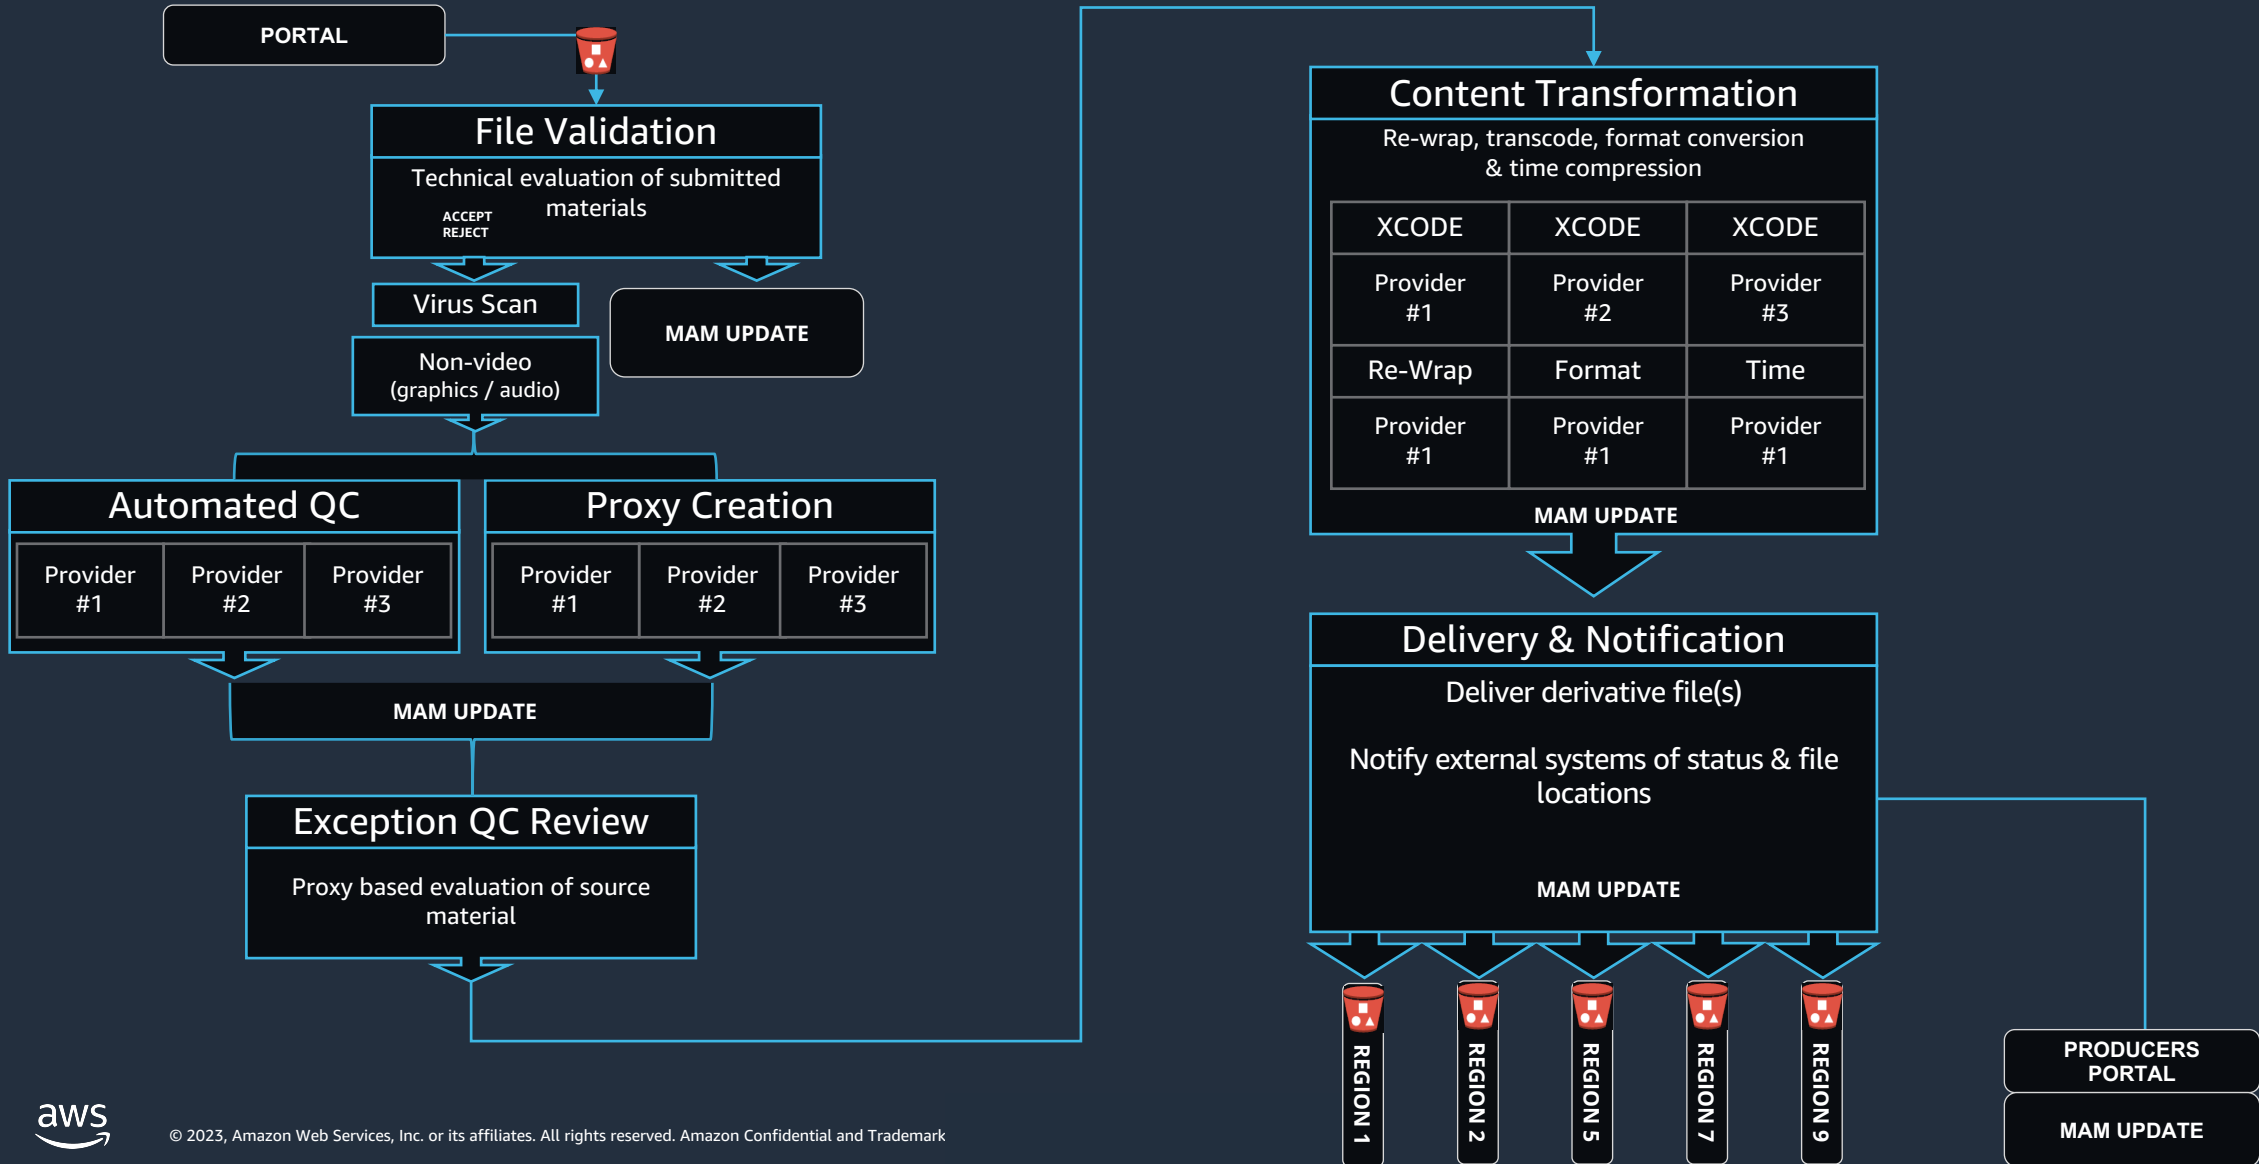 PORTAL
File Validation
Technical evaluation of submitted
materials
ACCEPT
REJECT
Virus Scan
MAM UPDATE
Non-video
(graphics / audio)
Automated QC
Provider
#1
Provider
#2
Provider
#3
Proxy Creation
Provider
#1
Provider
#2
Provider
#3
MAM UPDATE
Exception QC Review
Proxy based evaluation of source
material
Content Transformation
Re-wrap, transcode, format conversion
& time compression
XCODE
XCODE
XCODE
Provider
#1
Provider
#2
Provider
#3
Re-Wrap
Format
Time
Provider
#1
Provider
#1
Provider
#1
MAM UPDATE
Delivery & Notification
Deliver derivative file(s)
Notify external systems of status & file
locations
MAM UPDATE
REGION 1
REGION 2
REGION 5
REGION 7
REGION 9
PRODUCERS
PORTAL
MAM UPDATE
aws
© 2023, Amazon Web Services, Inc. or its affiliates. All rights reserved. Amazon Confidential and Trademark